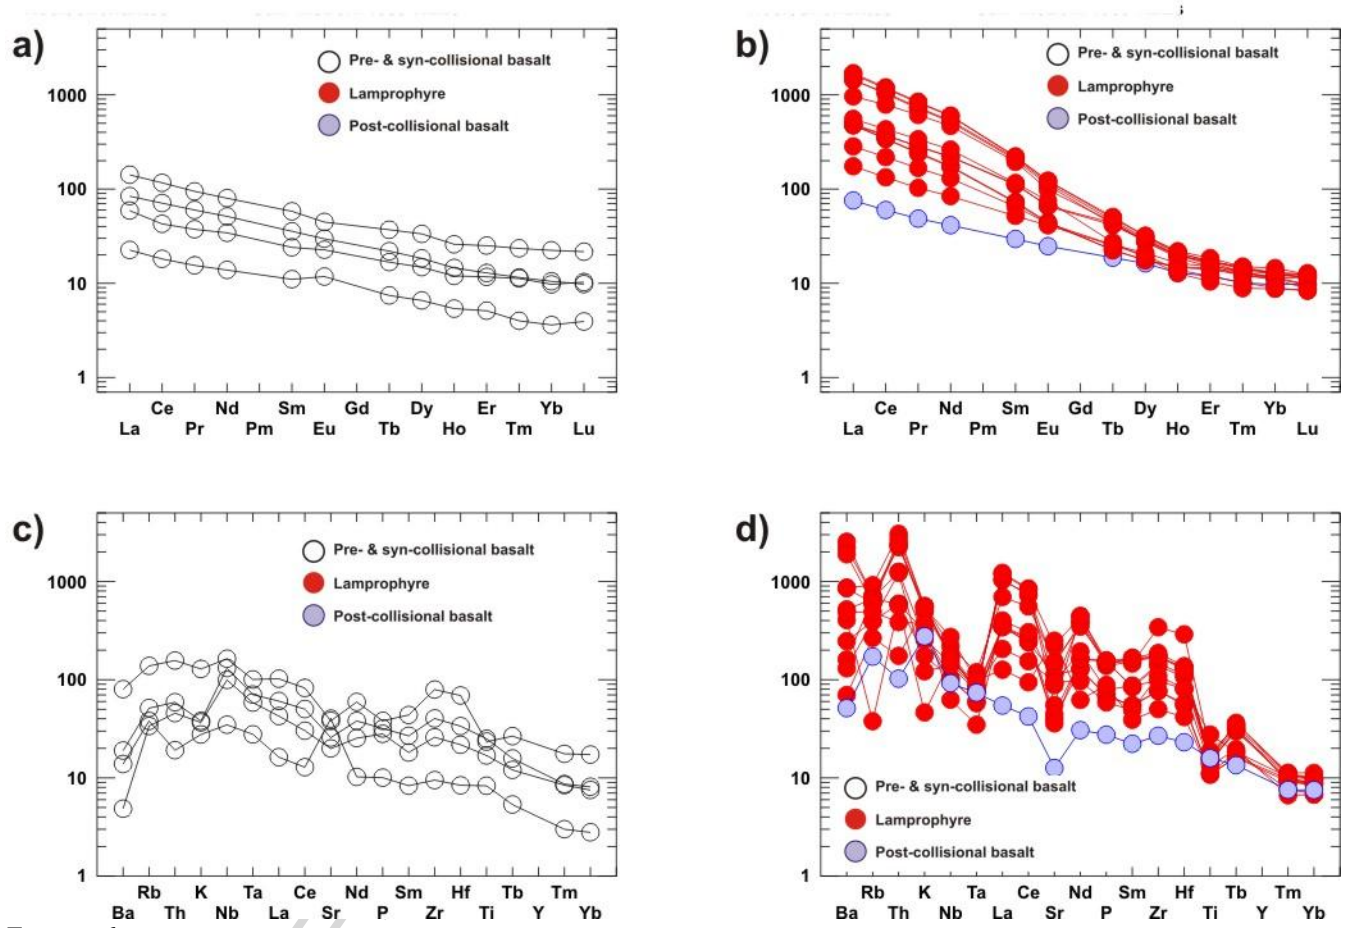 a)
Pre- & syn-collisional basalt
Lamprophyre
Post-collisional basalt
1000
100
10
1
Ce Nd Sm Gd Dy Er Yb
La Pr Pm Eu Tb Ho Tm Lu
b)
Pre- & syn-collisional basalt
Lamprophyre
Post-collisional basalt
1000
100
10
1
Ce Nd Sm Gd Dy Er Yb
La Pr Pm Eu Tb Ho Tm Lu
c)
Pre- & syn-collisional basalt
Lamprophyre
Post-collisional basalt
1000
100
10
1
Rb K Ta Ce Nd Sm Hf Tb Tm
Ba Th Nb La Sr P Zr Ti Y Yb
d)
1000
100
10
1
Pre- & syn-collisional basalt
Lamprophyre
Post-collisional basalt
Rb K Ta Ce Nd Sm Hf Tb Tm
Ba Th Nb La Sr P Zr Ti Y Yb